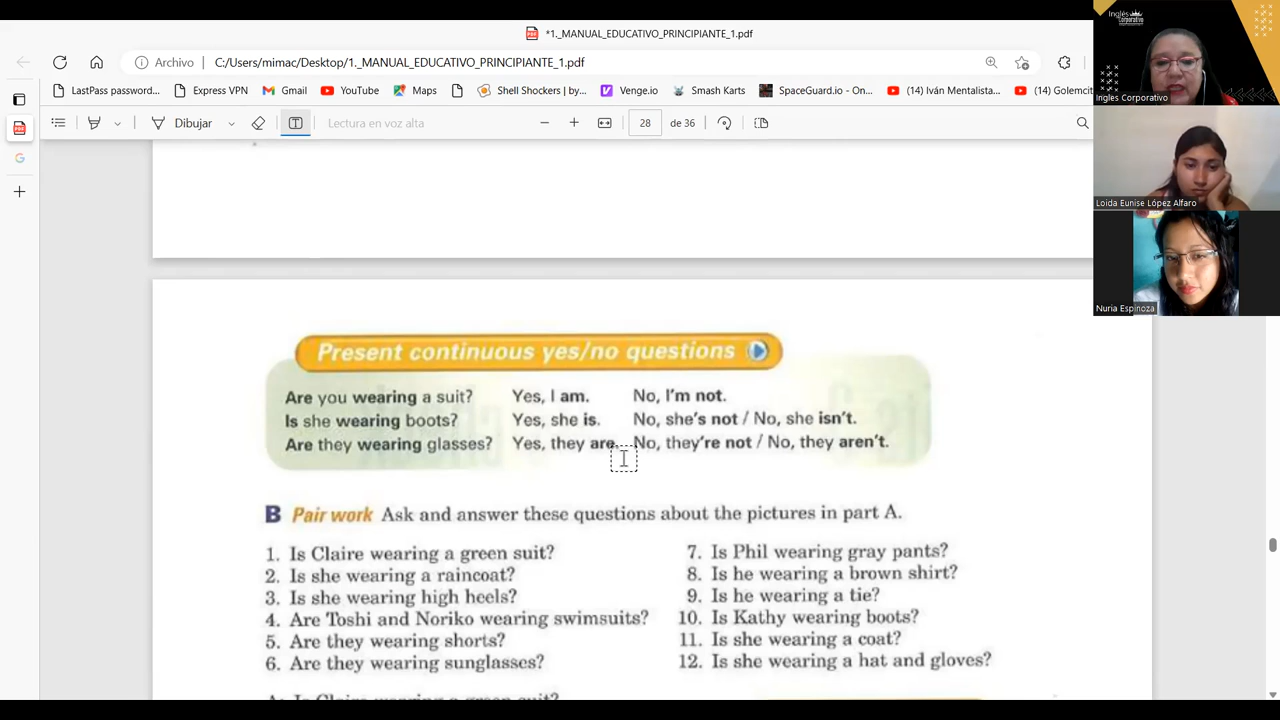 *1._MANUAL_EDUCATIVO_PRINCIPIANTE_1.pdf
Archivo C:/Users/mimac/Desktop/1._MANUAL_EDUCATIVO_PRINCIPIANTE_1.pdf
LastPass password... Express VPN Gmail YouTube Maps Shell Shockers | by... Venge.io Smash Karts SpaceGuard.io - On... (14) Iván Mentalista... (14) Golemcit
Dibujar Lectura en voz alta 28 de 36
Inglés
Corporativo
Ingles Corporativo
Loida Eunise López Alfaro
Nuria Espinoza
Present continuous yes/no questions
Are you wearing a suit? Yes, I am. No, I'm not.
Is she wearing boots? Yes, she is. No, she's not / No, she isn't.
Are they wearing glasses? Yes, they are. No, they're not / No, they aren't.
B Pair work Ask and answer these questions about the pictures in part A.
1. Is Claire wearing a green suit?
2. Is she wearing a raincoat?
3. Is she wearing high heels?
4. Are Toshi and Noriko wearing swimsuits?
5. Are they wearing shorts?
6. Are they wearing sunglasses?
7. Is Phil wearing gray pants?
8. Is he wearing a brown shirt?
9. Is he wearing a tie?
10. Is Kathy wearing boots?
11. Is she wearing a coat?
12. Is she wearing a hat and gloves?
A: Is Claire wearing a green suit?